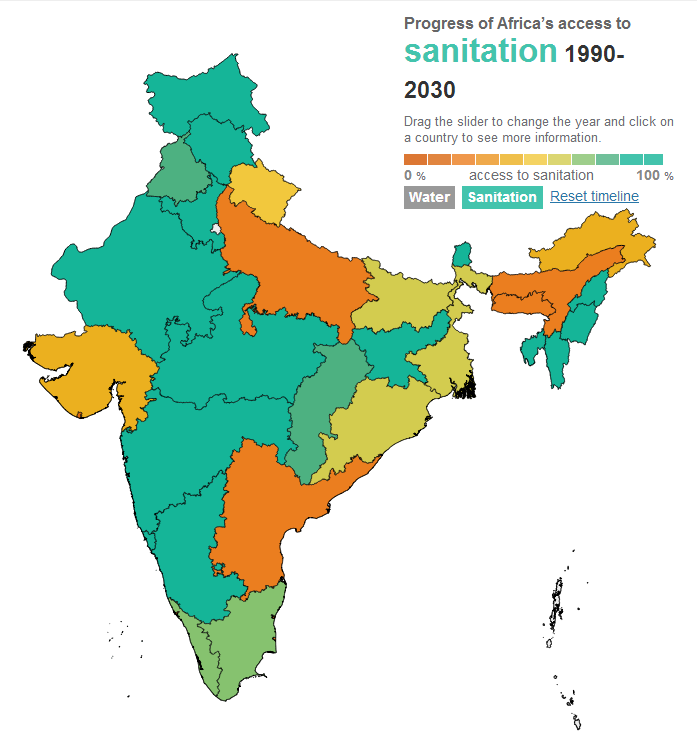 Progress of Africa's access to
sanitation 1990-
2030
Drag the slider to change the year and click on
a country to see more information.
0 % access to sanitation 100 %
Water Sanitation Reset timeline